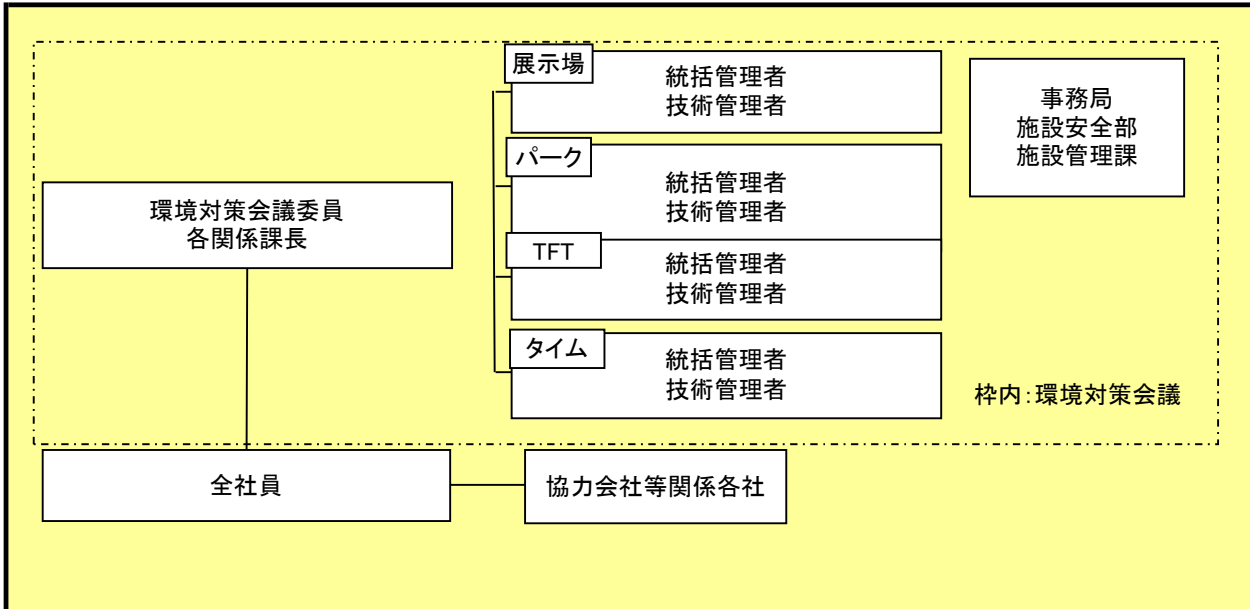 展示場
統括管理者
技術管理者
事務局
施設安全部
施設管理課
パーク
統括管理者
技術管理者
環境対策会議委員
各関係課長
TFT
統括管理者
技術管理者
タイム
統括管理者
技術管理者
枠内：環境対策会議
全社員
協力会社等関係各社